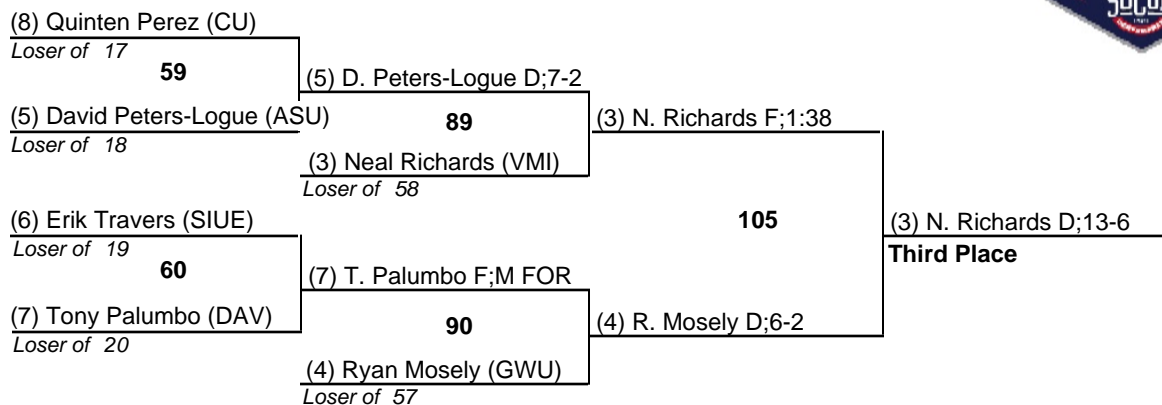 (8) Quinten Perez (CU)
Loser of 17
59
(5) D. Peters-Logue D;7-2
(5) David Peters-Logue (ASU)
Loser of 18
89
(3) N. Richards F;1:38
(3) Neal Richards (VMI)
Loser of 58
(6) Erik Travers (SIUE)
Loser of 19
105
(3) N. Richards D;13-6
Third Place
60
(7) T. Palumbo F;M FOR
(7) Tony Palumbo (DAV)
Loser of 20
90
(4) R. Mosely D;6-2
(4) Ryan Mosely (GWU)
Loser of 57